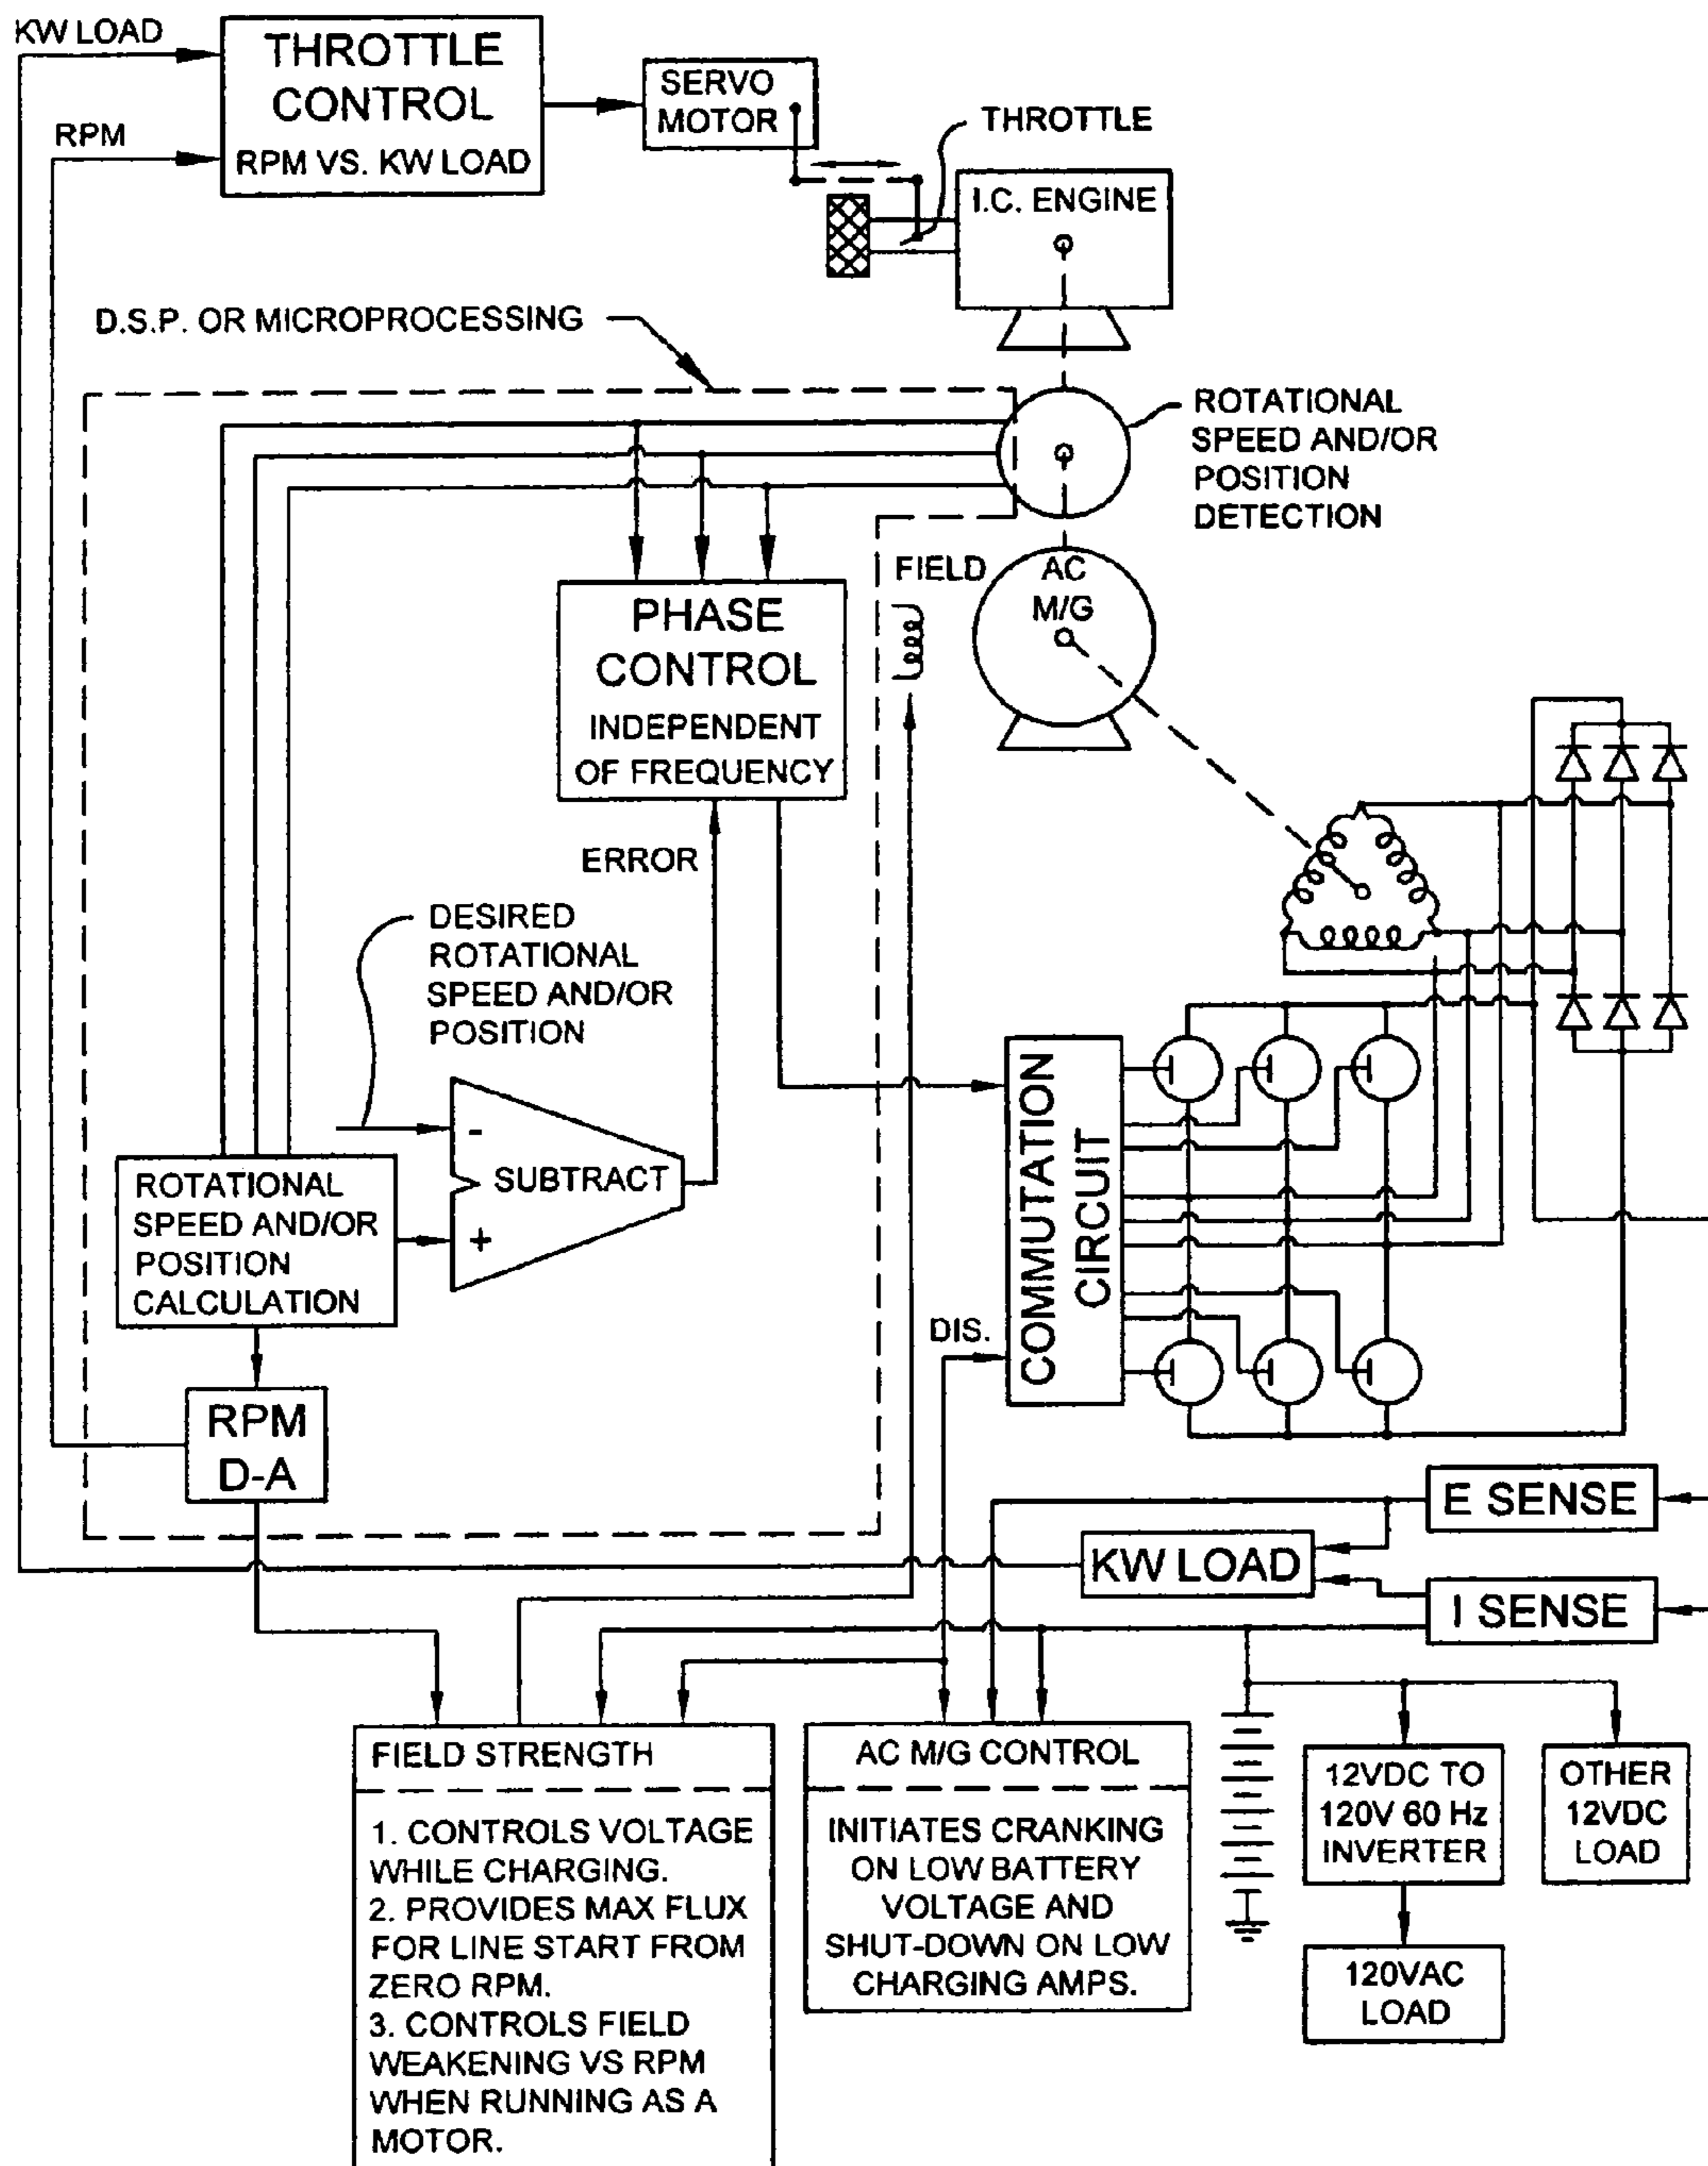 KW LOAD
THROTTLE
CONTROL
RPM VS. KW LOAD
RPM
SERVO
MOTOR
THROTTLE
I.C. ENGINE
D.S.P. OR MICROPROCESSING
ROTATIONAL
SPEED AND/OR
POSITION
DETECTION
FIELD
AC
M/G
PHASE
CONTROL
INDEPENDENT
OF FREQUENCY
ERROR
DESIRED
ROTATIONAL
SPEED AND/OR
POSITION
-
SUBTRACT
+
ROTATIONAL
SPEED AND/OR
POSITION
CALCULATION
RPM
D-A
COMMUTATION
CIRCUIT
DIS.
E SENSE
KW LOAD
I SENSE
FIELD STRENGTH
1. CONTROLS VOLTAGE
WHILE CHARGING.
2. PROVIDES MAX FLUX
FOR LINE START FROM
ZERO RPM.
3. CONTROLS FIELD
WEAKENING VS RPM
WHEN RUNNING AS A
MOTOR.
AC M/G CONTROL
INITIATES CRANKING
ON LOW BATTERY
VOLTAGE AND
SHUT-DOWN ON LOW
CHARGING AMPS.
12VDC TO
120V 60 Hz
INVERTER
OTHER
12VDC
LOAD
120VAC
LOAD